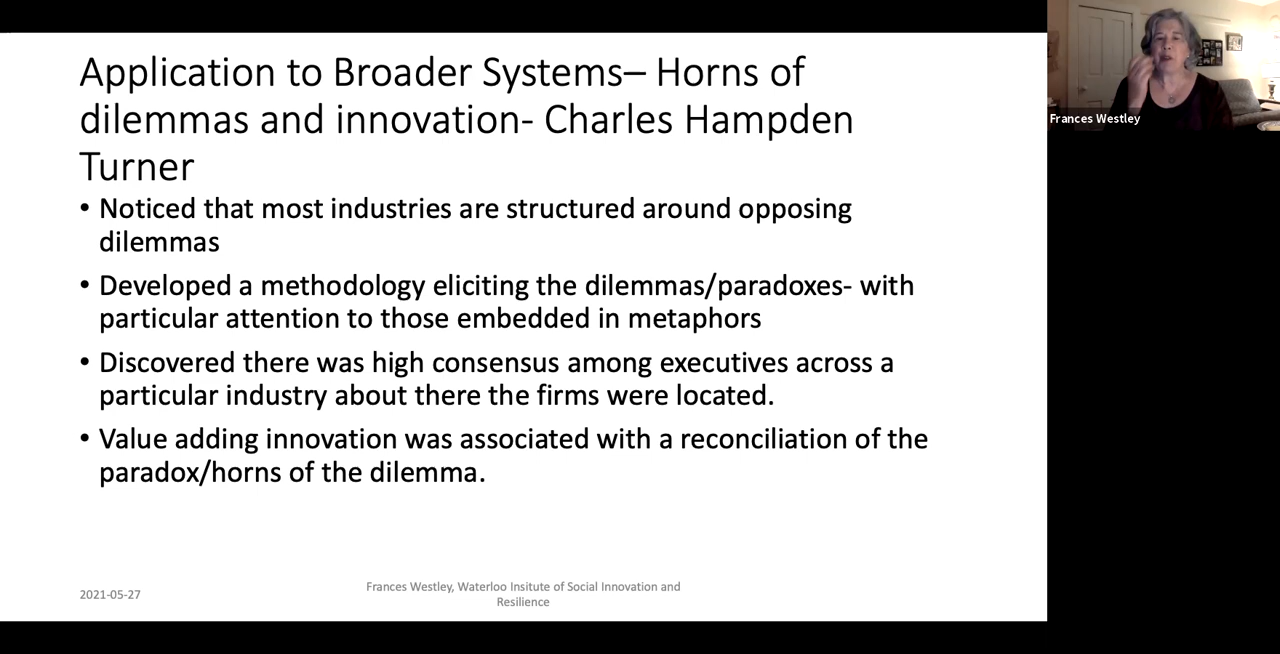 Application to Broader Systems– Horns of
dilemmas and innovation- Charles Hampden
Turner
• Noticed that most industries are structured around opposing
dilemmas
• Developed a methodology eliciting the dilemmas/paradoxes- with
particular attention to those embedded in metaphors
• Discovered there was high consensus among executives across a
particular industry about there the firms were located.
• Value adding innovation was associated with a reconciliation of the
paradox/horns of the dilemma.
2021-05-27
Frances Westley, Waterloo Insitute of Social Innovation and
Resilience
Frances Westley